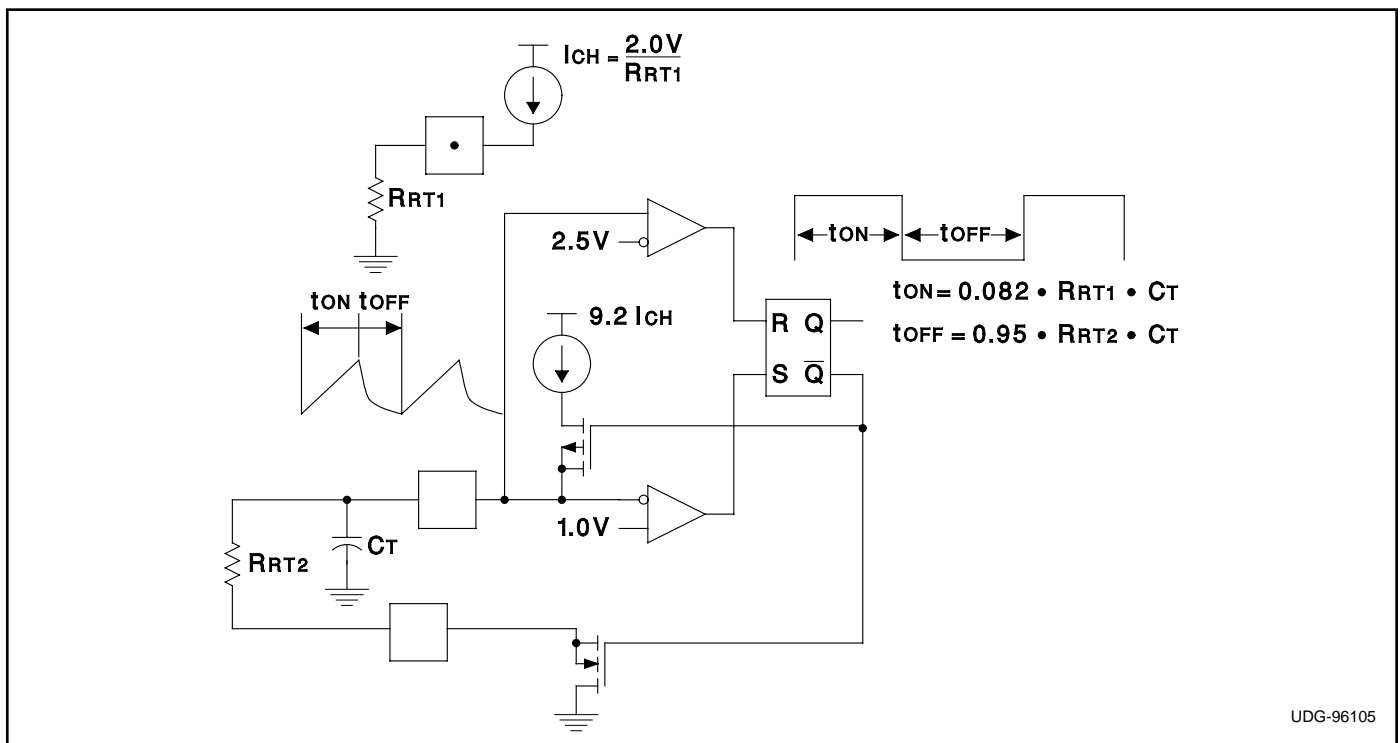 ICH = 2.0V
RRT1
RRT1
2.5V
tON
tOFF
tON = 0.082 • RRT1 • CT
tOFF = 0.95 • RRT2 • CT
tON tOFF
9.2 ICH
R Q
S Q̅
1.0V
CT
RRT2
UDG-96105